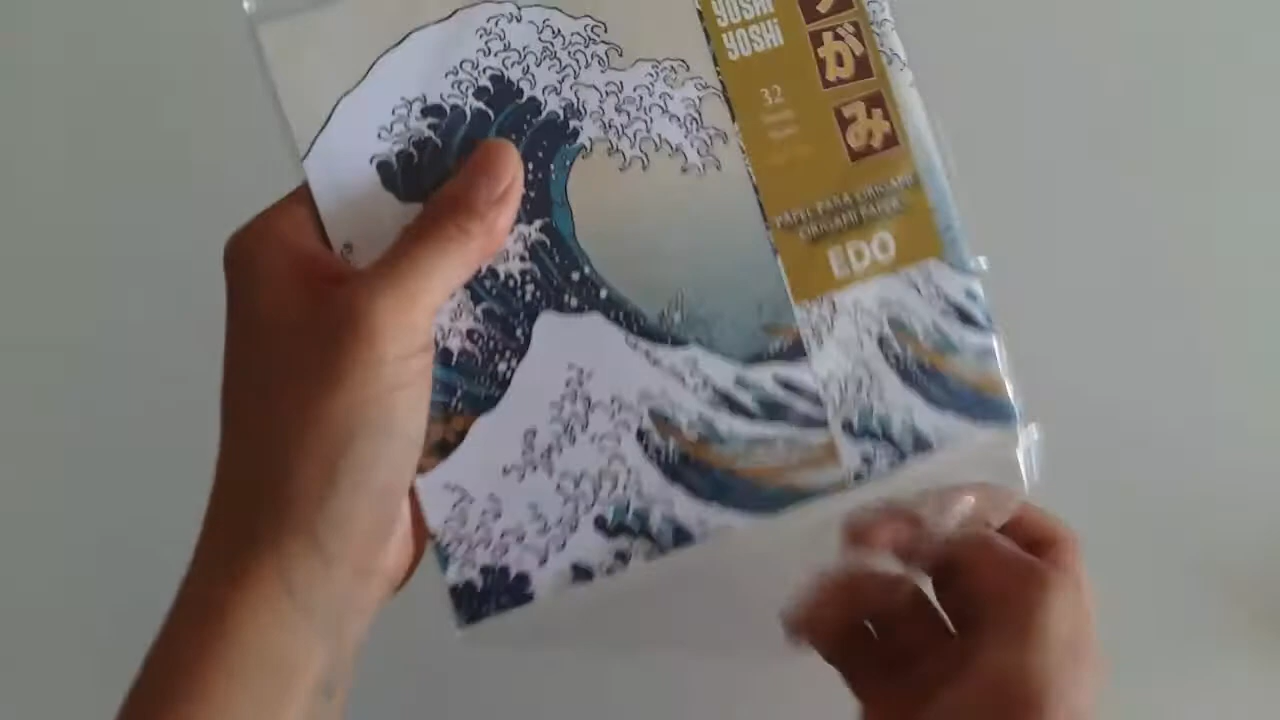 YOSHI
YOSHi
がみ
32
PAPEL PARA ORIGAMI
ORIGAMI PAPER
EDO